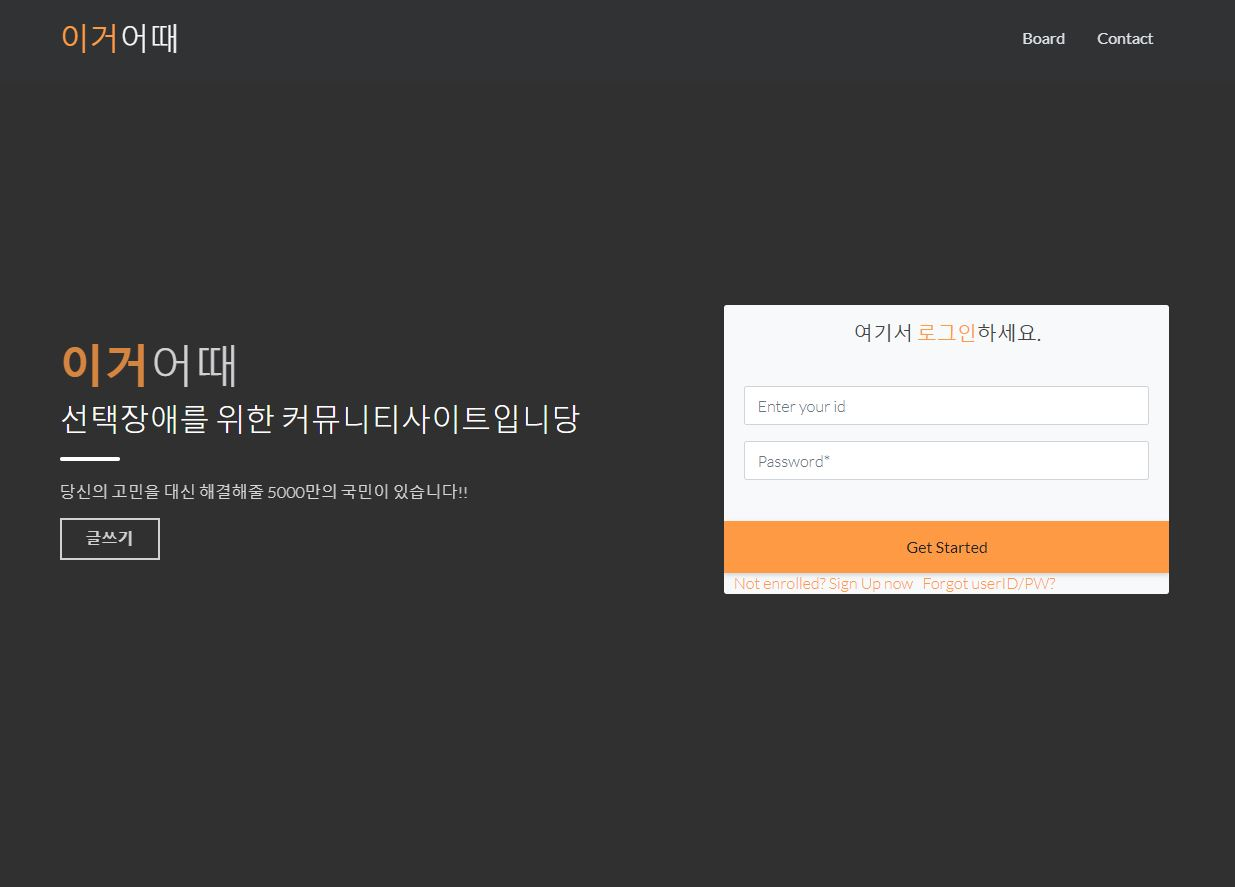 이거어때
Board
Contact
이거어때
선택장애를 위한 커뮤니티사이트입니당
당신의 고민을 대신 해결해줄 5000만의 국민이 있습니다!!
글쓰기
여기서 로그인하세요.
Enter your id
Password*
Get Started
Not enrolled? Sign Up now Forgot userID/PW?